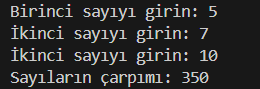 Birinci sayıyı girin: 5
İkinci sayıyı girin: 7
İkinci sayıyı girin: 10
Sayıların çarpımı: 350